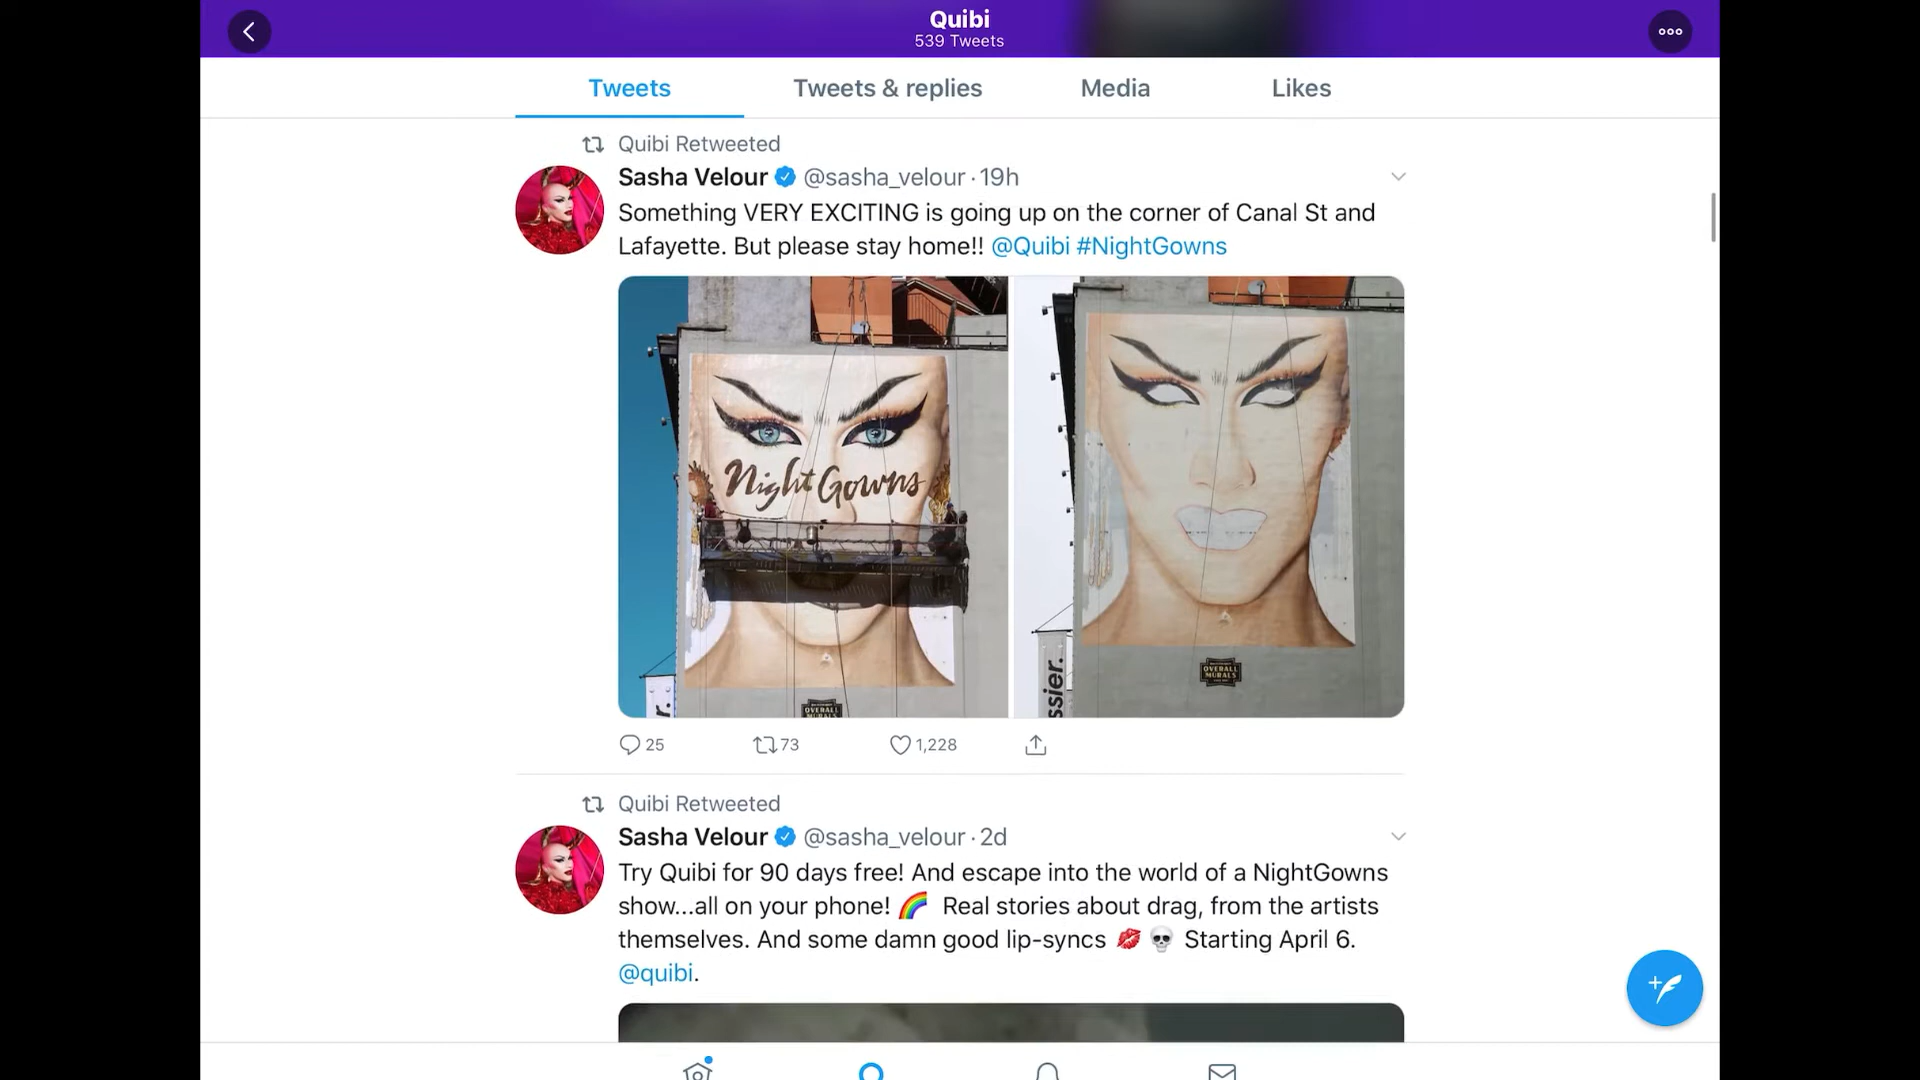 Quibi
539 Tweets
Tweets
Tweets & replies
Media
Likes
Quibi Retweeted
Sasha Velour @sasha_velour · 19h
Something VERY EXCITING is going up on the corner of Canal St and
Lafayette. But please stay home!! @Quibi #NightGowns
NightGowns
r.
OVERALL
MURALS
ssier.
OVERALL
MURALS
25
73
1,228
Quibi Retweeted
Sasha Velour @sasha_velour · 2d
Try Quibi for 90 days free! And escape into the world of a NightGowns
show...all on your phone! 🌈 Real stories about drag, from the artists
themselves. And some damn good lip-syncs 💋 💀 Starting April 6.
@quibi.